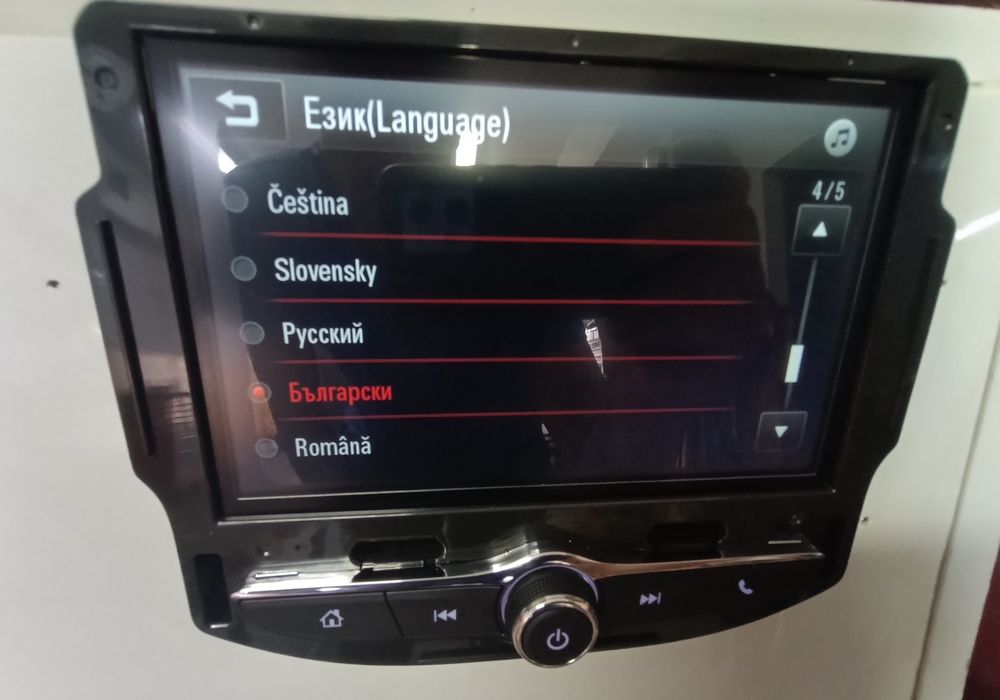 Език(Language)
4/5
Čeština
Slovensky
Русский
Български
Română